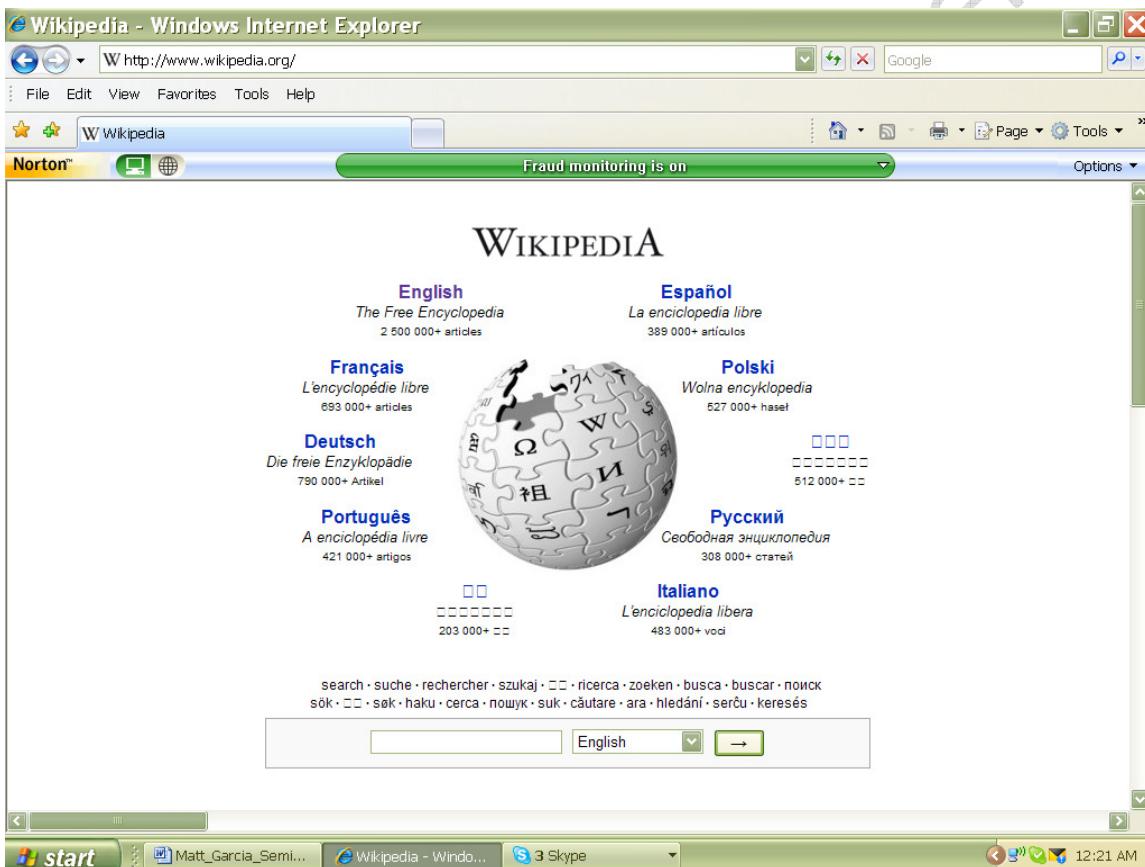 Wikipedia - Windows Internet Explorer
W http://www.wikipedia.org/
Google
File Edit View Favorites Tools Help
W Wikipedia
Page Tools
Norton™ Fraud monitoring is on Options
WIKIPEDIA
English Español
The Free Encyclopedia La enciclopedia libre
2 500 000+ articles 389 000+ artículos
Français Polski
L'encyclopédie libre Wolna encyklopedia
693 000+ articles 527 000+ haseł
Deutsch □□□
Die freie Enzyklopädie □□□□□□□
790 000+ Artikel 512 000+ □□
Português Русский
A enciclopédia livre Свободная энциклопедия
421 000+ artigos 308 000+ статей
□□ Italiano
□□□□□□□ L'enciclopedia libera
203 000+ □□ 483 000+ voci
Ω W И 祖
search · suche · rechercher · szukaj · □□ · ricerca · zoeken · busca · buscar · поиск
sök · □□ · søk · haku · cerca · пошук · suk · căutare · ara · hledání · serĉu · keresés
English →
start Matt_Garcia_Semi... Wikipedia - Windo... 3 Skype 12:21 AM